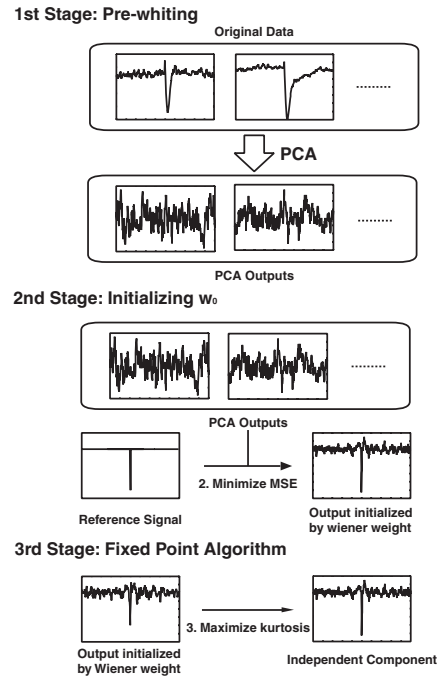 1st Stage: Pre-whiting
Original Data
.........
PCA
.........
PCA Outputs
2nd Stage: Initializing w₀
.........
PCA Outputs
2. Minimize MSE
Reference Signal
Output initialized
by wiener weight
3rd Stage: Fixed Point Algorithm
3. Maximize kurtosis
Output initialized
by Wiener weight
Independent Component